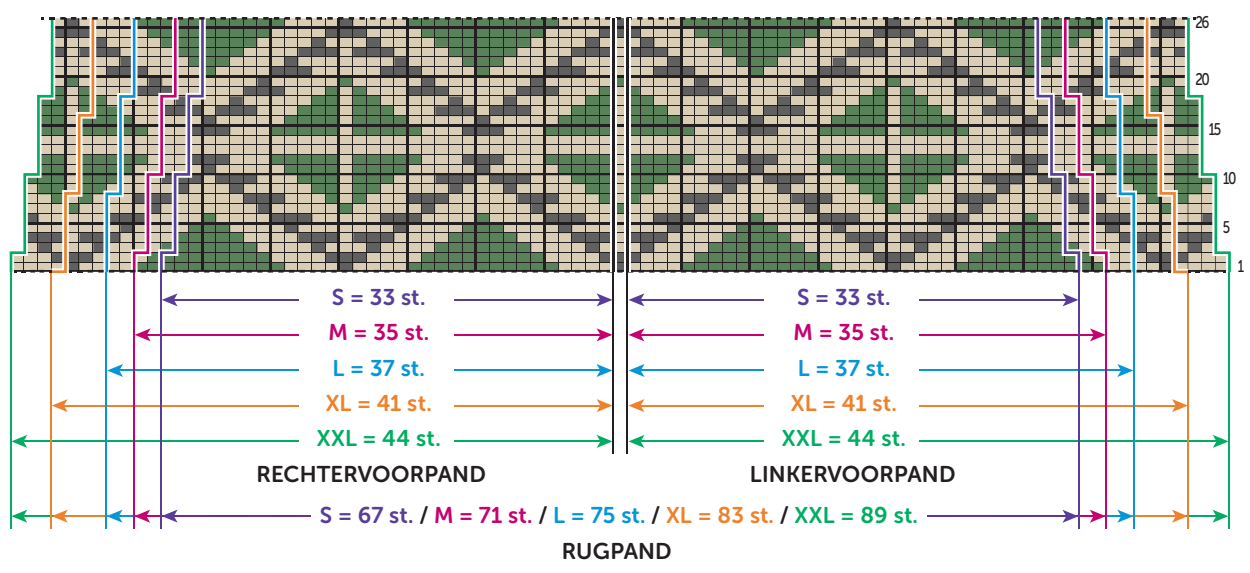 26
20
15
10
5
1
S = 33 st. S = 33 st.
M = 35 st. M = 35 st.
L = 37 st. L = 37 st.
XL = 41 st. XL = 41 st.
XXL = 44 st. XXL = 44 st.
RECHTERVOORPAND LINKERVOORPAND
S = 67 st. / M = 71 st. / L = 75 st. / XL = 83 st. / XXL = 89 st.
RUGPAND